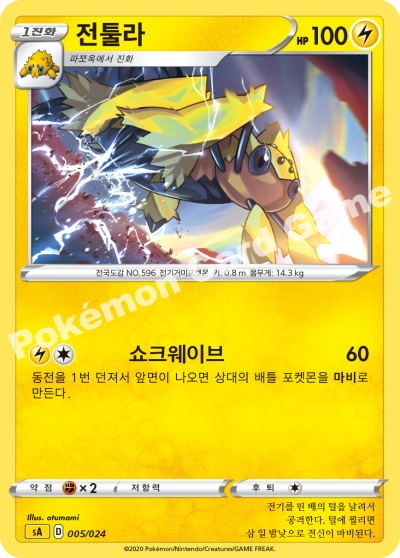 1진화
전툴라
HP 100
파쪼옥에서 진화
전국도감 NO.596 전기거미포켓몬 키: 0.8 m 몸무게: 14.3 kg
쇼크웨이브 60
동전을 1번 던져서 앞면이 나오면 상대의 배틀 포켓몬을 마비로
만든다.
약점 ×2 저항력 후퇴
Illus. otumami
sA D 005/024
전기를 띤 배의 털을 날려서
공격한다. 털에 찔리면
삼 일 밤낮으로 전신이 마비된다.
©2020 Pokémon/Nintendo/Creatures/GAME FREAK.
Pokémon Card Game